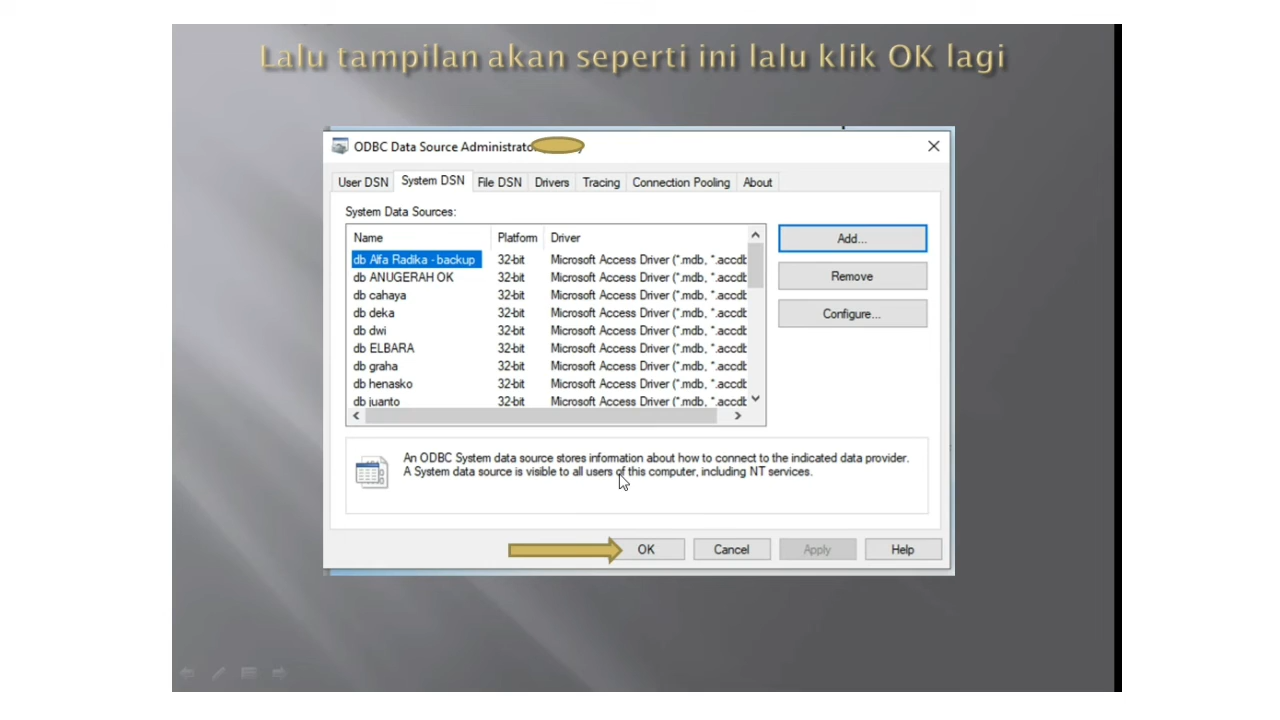 Lalu tampilan akan seperti ini lalu klik OK lagi
ODBC Data Source Administrato
User DSN System DSN File DSN Drivers Tracing Connection Pooling About
System Data Sources:
Name Platform Driver
db Alfa Radika - backup 32-bit Microsoft Access Driver (*.mdb, *.accdb
db ANUGERAH OK 32-bit Microsoft Access Driver (*.mdb, *.accdb
db cahaya 32-bit Microsoft Access Driver (*.mdb, *.accdb
db deka 32-bit Microsoft Access Driver (*.mdb, *.accdb
db dwi 32-bit Microsoft Access Driver (*.mdb, *.accdb
db ELBARA 32-bit Microsoft Access Driver (*.mdb, *.accdb
db graha 32-bit Microsoft Access Driver (*.mdb, *.accdb
db henasko 32-bit Microsoft Access Driver (*.mdb, *.accdb
db juanto 32-bit Microsoft Access Driver (*.mdb, *.accdb
Add...
Remove
Configure...
An ODBC System data source stores information about how to connect to the indicated data provider.
A System data source is visible to all users of this computer, including NT services.
OK Cancel Apply Help